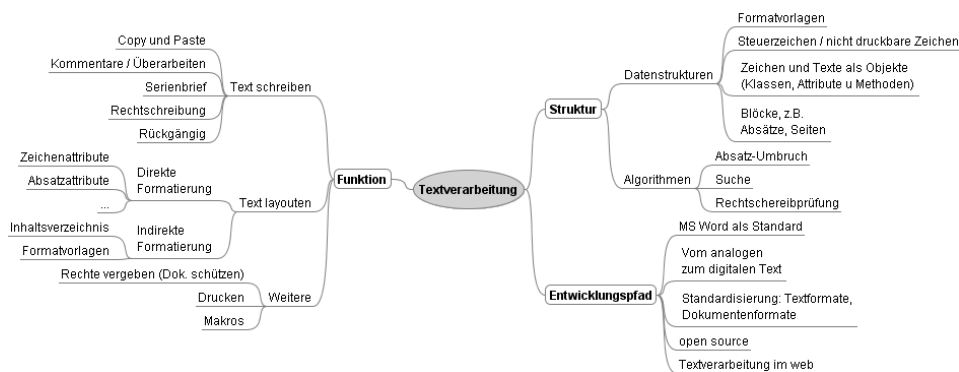 Copy und Paste
Kommentare / Überarbeiten
Serienbrief
Rechtschreibung
Rückgängig
Text schreiben
Zeichenattribute
Absatzattribute
...
Direkte
Formatierung
Inhaltsverzeichnis
Formatvorlagen
Indirekte
Formatierung
Text layouten
Rechte vergeben (Dok. schützen)
Drucken
Makros
Weitere
Funktion
Textverarbeitung
Struktur
Datenstrukturen
Formatvorlagen
Steuerzeichen / nicht druckbare Zeichen
Zeichen und Texte als Objekte
(Klassen, Attribute u Methoden)
Blöcke, z.B.
Absätze, Seiten
Algorithmen
Absatz-Umbruch
Suche
Rechtschereibprüfung
Entwicklungspfad
MS Word als Standard
Vom analogen
zum digitalen Text
Standardisierung: Textformate,
Dokumentenformate
open source
Textverarbeitung im web